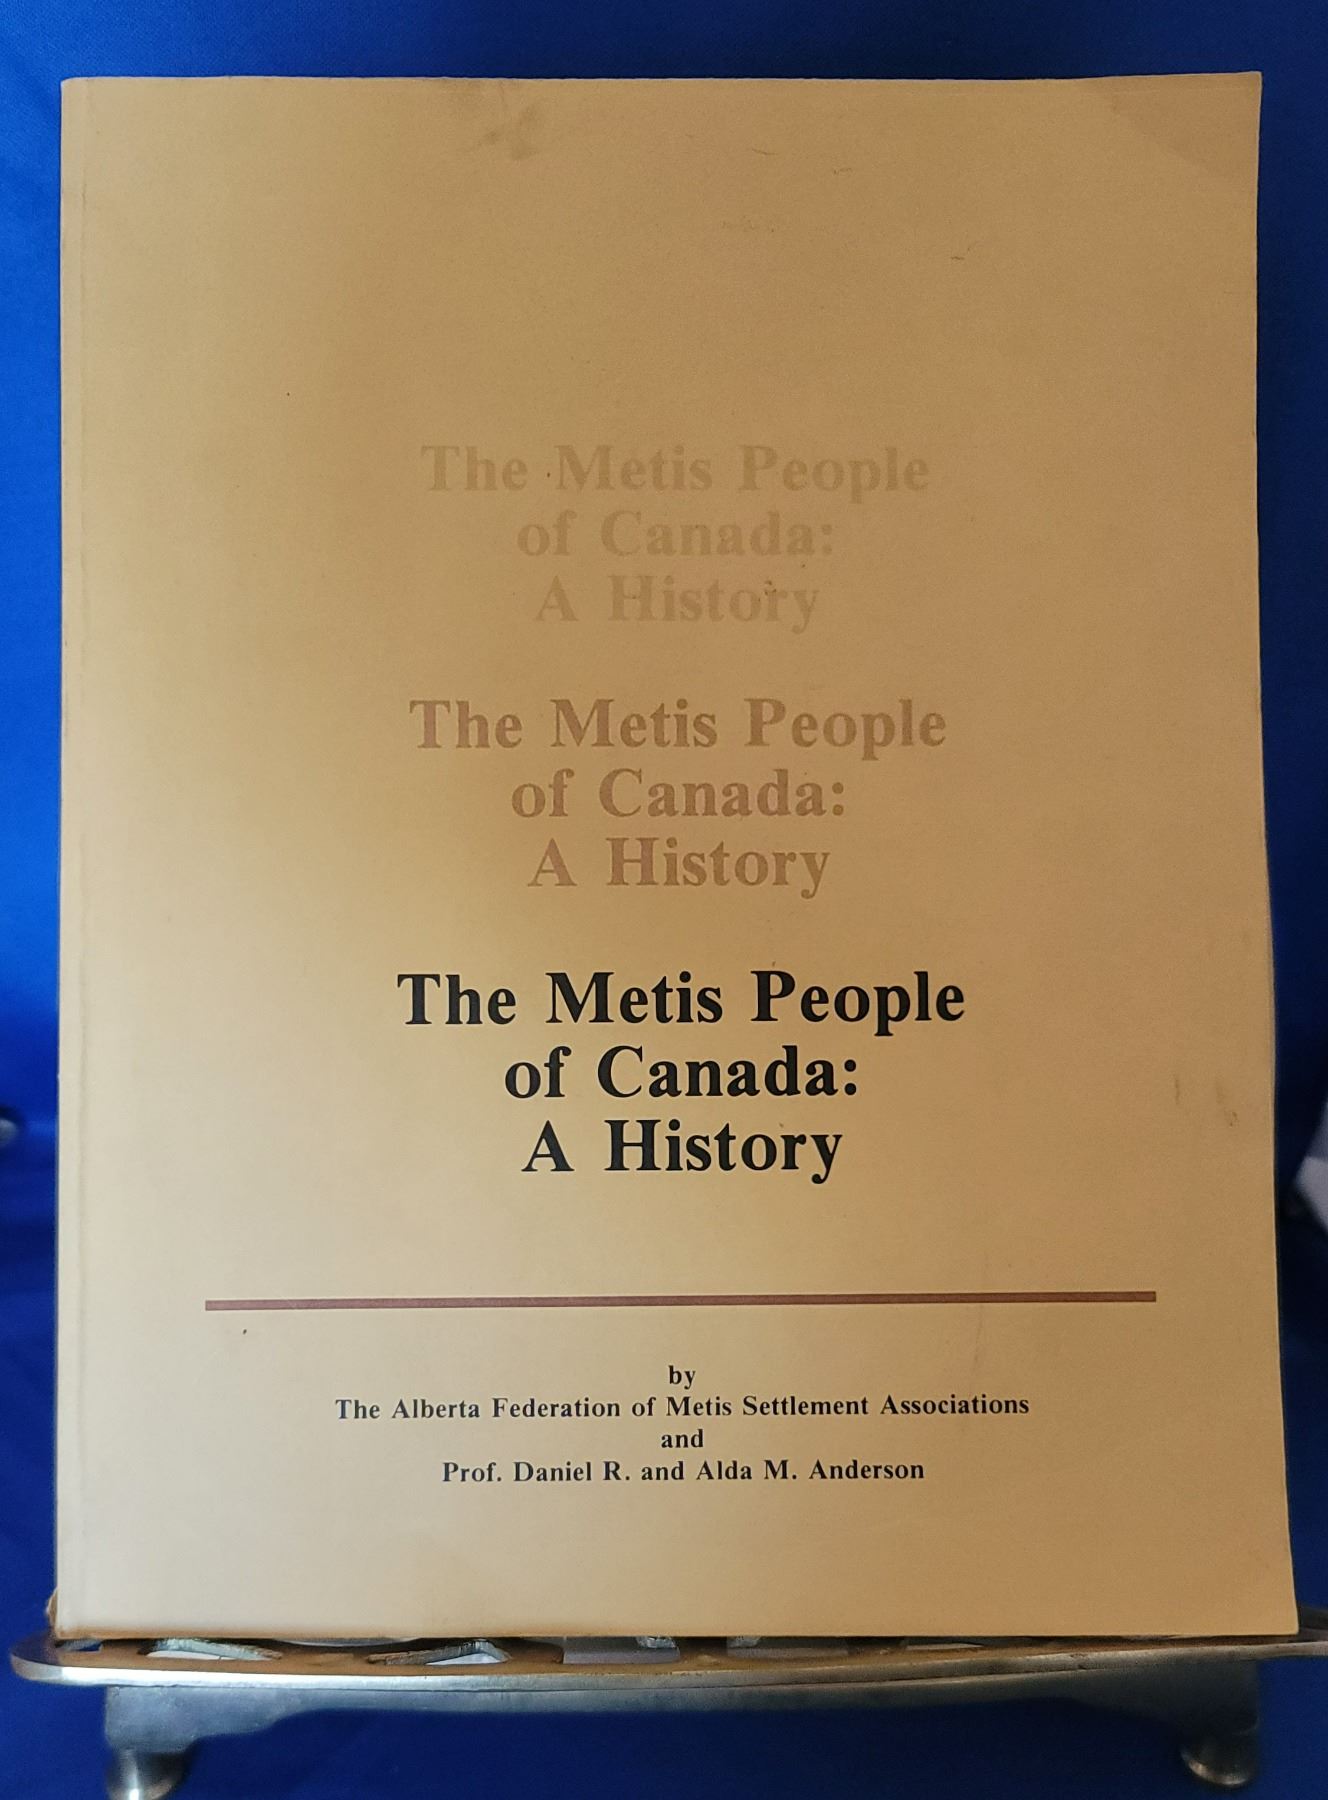 The Metis People
of Canada:
A History
The Metis People
of Canada:
A History
The Metis People
of Canada:
A History
by
The Alberta Federation of Metis Settlement Associations
and
Prof. Daniel R. and Alda M. Anderson